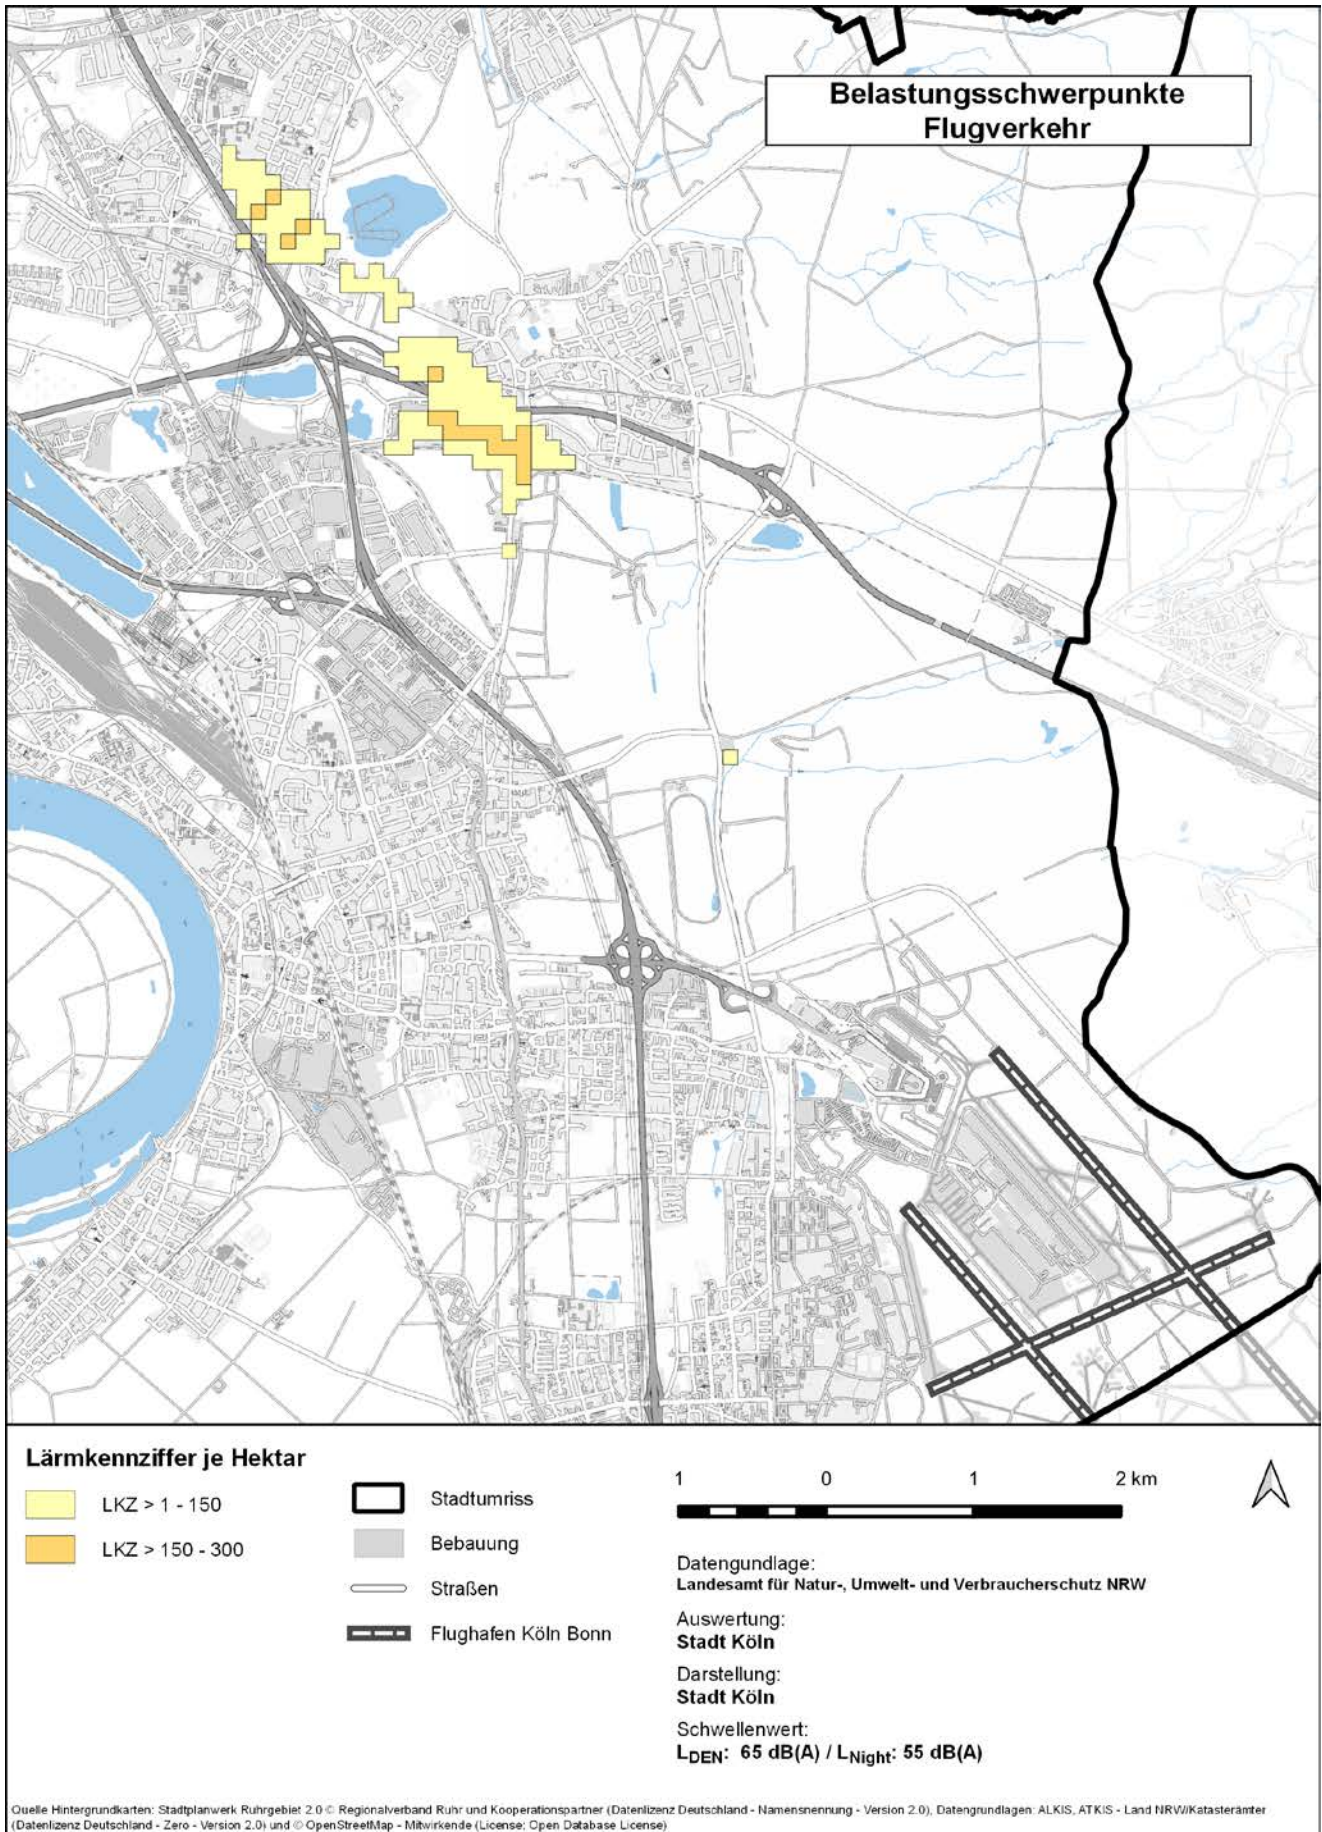 Belastungsschwerpunkte
Flugverkehr
Lärmkennziffer je Hektar
LKZ > 1 - 150
LKZ > 150 - 300
Stadtumriss
Bebauung
Straßen
Flughafen Köln Bonn
1 0 1 2 km
Datengundlage:
Landesamt für Natur-, Umwelt- und Verbraucherschutz NRW
Auswertung:
Stadt Köln
Darstellung:
Stadt Köln
Schwellenwert:
LDEN: 65 dB(A) / LNight: 55 dB(A)
Quelle Hintergrundkarten: Stadtplanwerk Ruhrgebiet 2.0 © Regionalverband Ruhr und Kooperationspartner (Datenlizenz Deutschland - Namensnennung - Version 2.0), Datengrundlagen: ALKIS, ATKIS - Land NRW/Katasterämter
(Datenlizenz Deutschland - Zero - Version 2.0) und © OpenStreetMap - Mitwirkende (License: Open Database License)